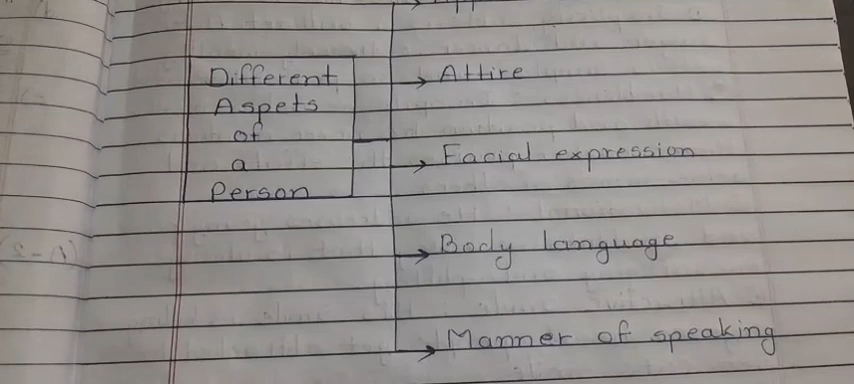 Different
Aspets
of
a
Person
Attire
Facial expression
Body language
Manner of speaking